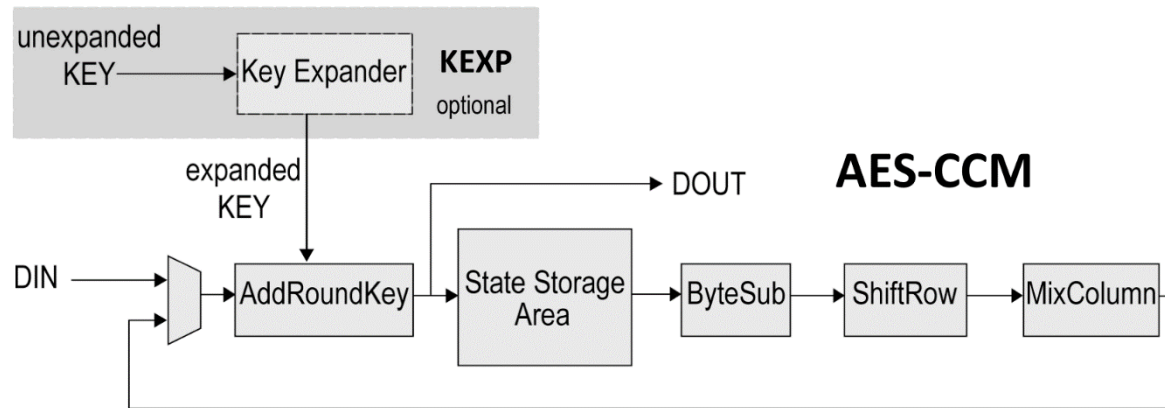 unexpanded
KEY
Key Expander
KEXP
optional
expanded
KEY
DOUT
AES-CCM
DIN
AddRoundKey
State Storage
Area
ByteSub
ShiftRow
MixColumn